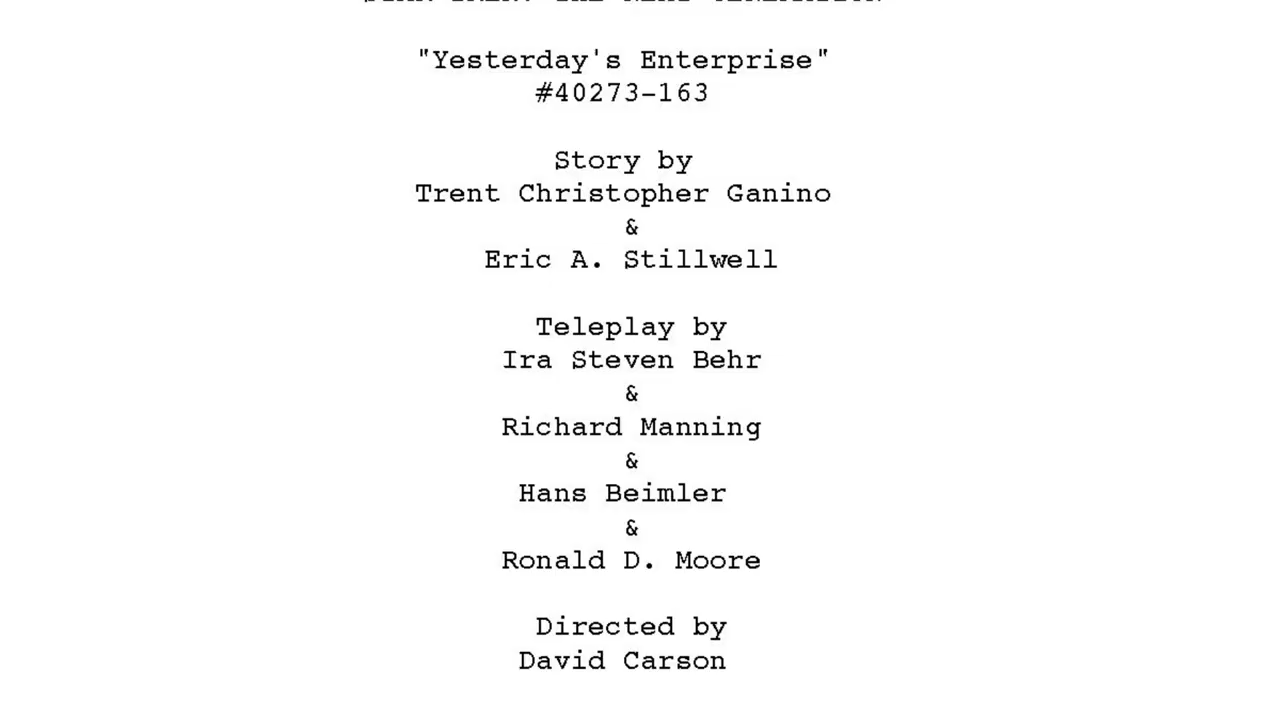 "Yesterday's Enterprise"
#40273-163
Story by
Trent Christopher Ganino
&
Eric A. Stillwell
Teleplay by
Ira Steven Behr
&
Richard Manning
&
Hans Beimler
&
Ronald D. Moore
Directed by
David Carson